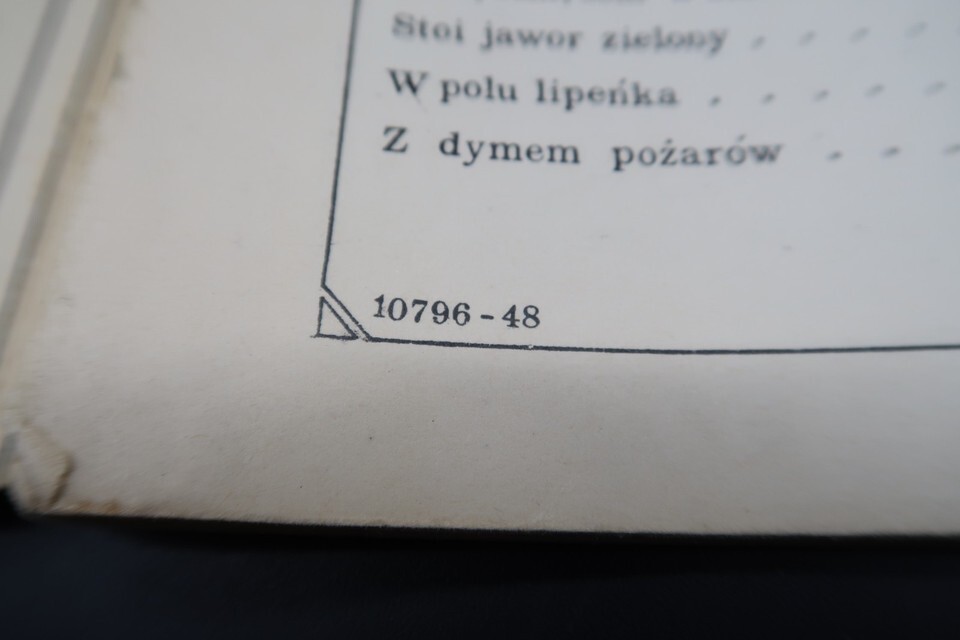 Stoi jawor zielony . . . .
W polu lipeńka . . . . .
Z dymem pożarów . . .
10796-48